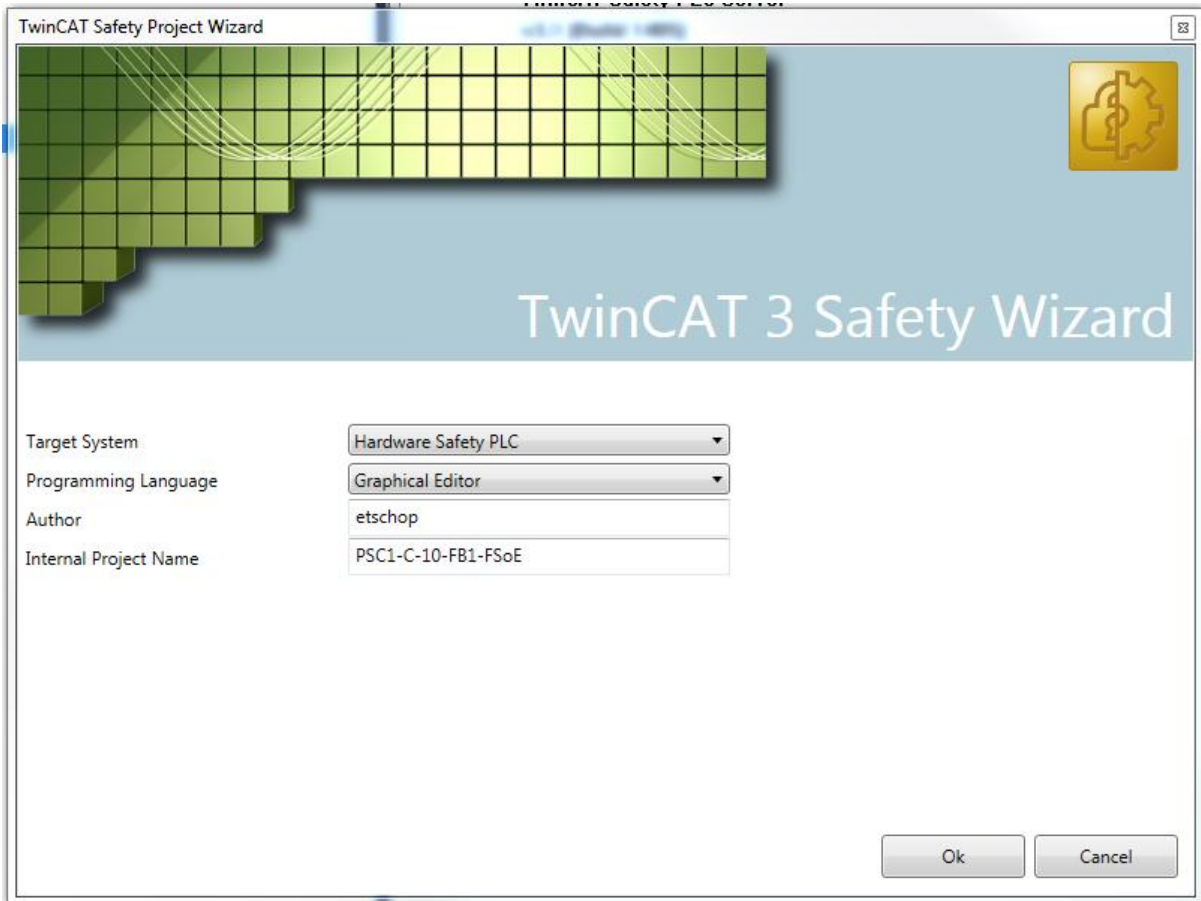 TwinCAT Safety Project Wizard
TwinCAT 3 Safety Wizard
Target System
Hardware Safety PLC
Programming Language
Graphical Editor
Author
etschop
Internal Project Name
PSC1-C-10-FB1-FSoE
Ok
Cancel